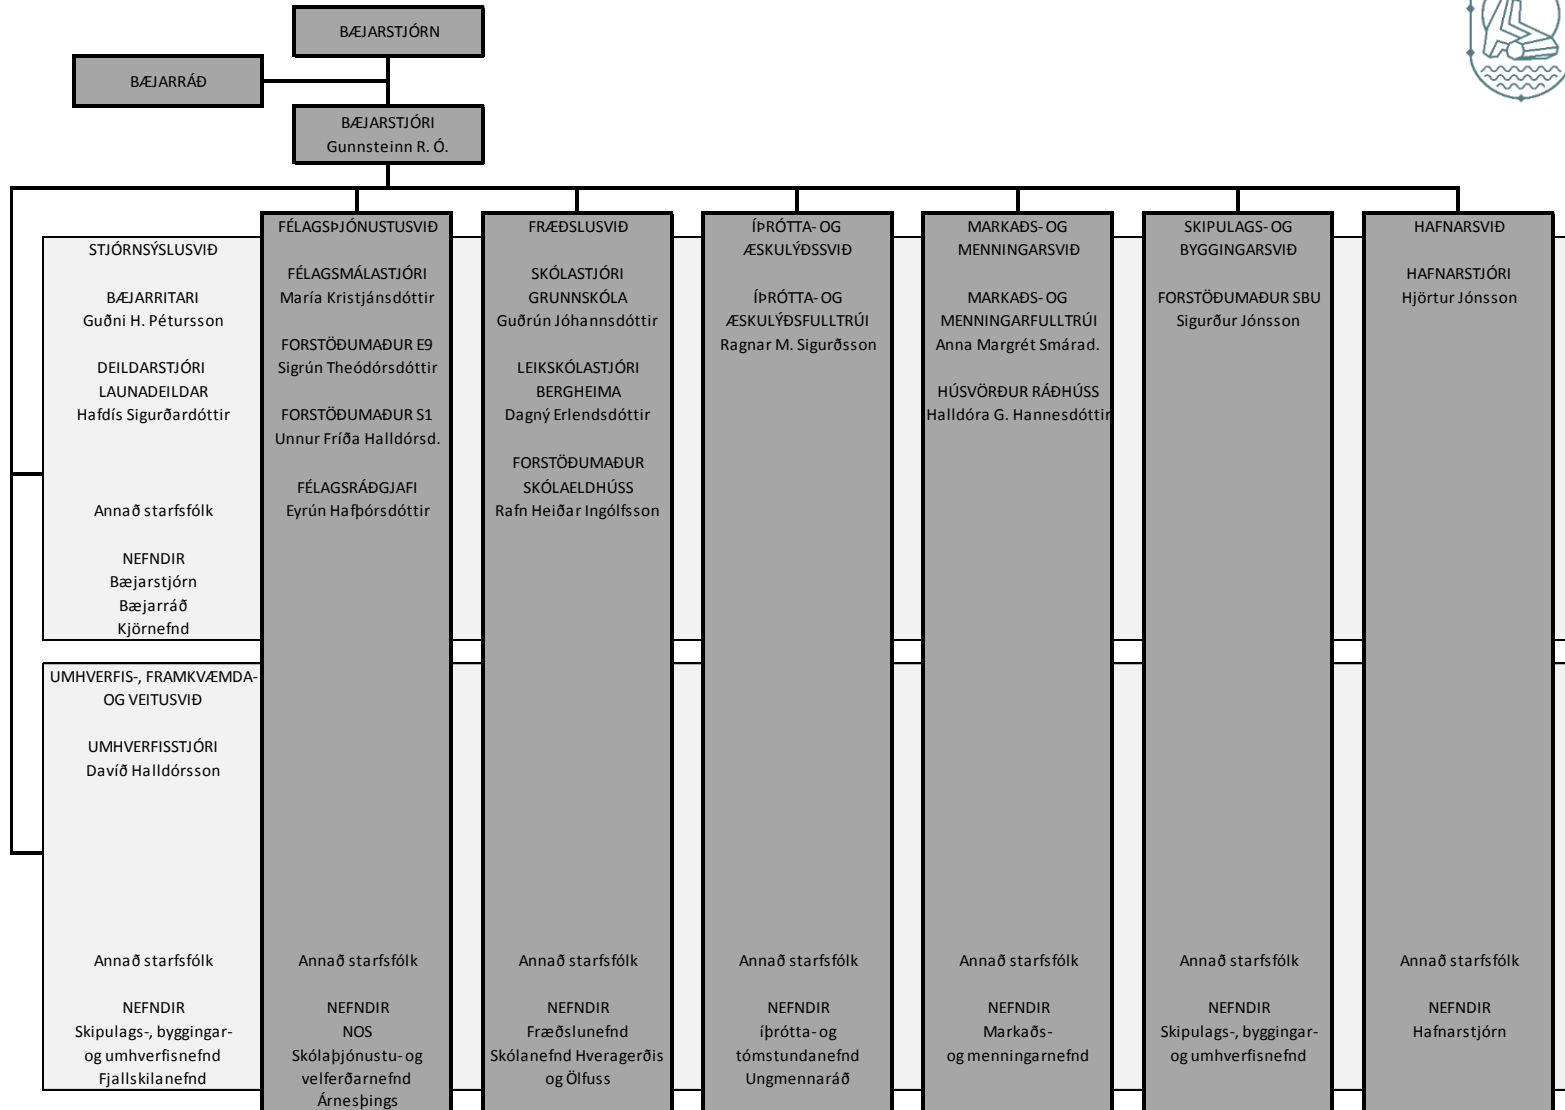 BÆJARSTJÓRN
BÆJARRÁÐ
BÆJARSTJÓRI
Gunnsteinn R. Ó.
STJÓRNSÝSLUSVIÐ
BÆJARRITARI
Guðni H. Pétursson
DEILDARSTJÓRI
LAUNADEILDAR
Hafdís Sigurðardóttir
Annað starfsfólk
NEFNDIR
Bæjarstjórn
Bæjarráð
Kjörnefnd
UMHVERFIS-, FRAMKVÆMDA-
OG VEITUSVIÐ
UMHVERFISSTJÓRI
Davíð Halldórsson
Annað starfsfólk
NEFNDIR
Skipulags-, byggingar-
og umhverfisnefnd
Fjallskilanefnd
FÉLAGSÞJÓNUSTUSVIÐ
FÉLAGSMÁLASTJÓRI
María Kristjánsdóttir
FORSTÖÐUMAÐUR E9
Sigrún Theódórsdóttir
FORSTÖÐUMAÐUR S1
Unnur Fríða Halldórsd.
FÉLAGSRÁÐGJAFI
Eyrún Hafþórsdóttir
Annað starfsfólk
NEFNDIR
NOS
Skólaþjónustu- og
velferðarnefnd
Árnesþings
FRÆÐSLUSVIÐ
SKÓLASTJÓRI
GRUNNSKÓLA
Guðrún Jóhannsdóttir
LEIKSKÓLASTJÓRI
BERGHEIMA
Dagný Erlendsdóttir
FORSTÖÐUMAÐUR
SKÓLAELDHÚSS
Rafn Heiðar Ingólfsson
Annað starfsfólk
NEFNDIR
Fræðslunefnd
Skólanefnd Hveragerðis
og Ölfuss
ÍÞRÓTTA- OG
ÆSKULÝÐSSVIÐ
ÍÞRÓTTA- OG
ÆSKULÝÐSFULLTRÚI
Ragnar M. Sigurðsson
Annað starfsfólk
NEFNDIR
íþrótta- og
tómstundanefnd
Ungmennaráð
MARKAÐS- OG
MENNINGARSVIÐ
MARKAÐS- OG
MENNINGARFULLTRÚI
Anna Margrét Smárad.
HÚSVÖRÐUR RÁÐHÚSS
Halldóra G. Hannesdóttir
Annað starfsfólk
NEFNDIR
Markaðs-
og menningarnefnd
SKIPULAGS- OG
BYGGINGARSVIÐ
FORSTÖÐUMAÐUR SBU
Sigurður Jónsson
Annað starfsfólk
NEFNDIR
Skipulags-, byggingar-
og umhverfisnefnd
HAFNARSVIÐ
HAFNARSTJÓRI
Hjörtur Jónsson
Annað starfsfólk
NEFNDIR
Hafnarstjórn